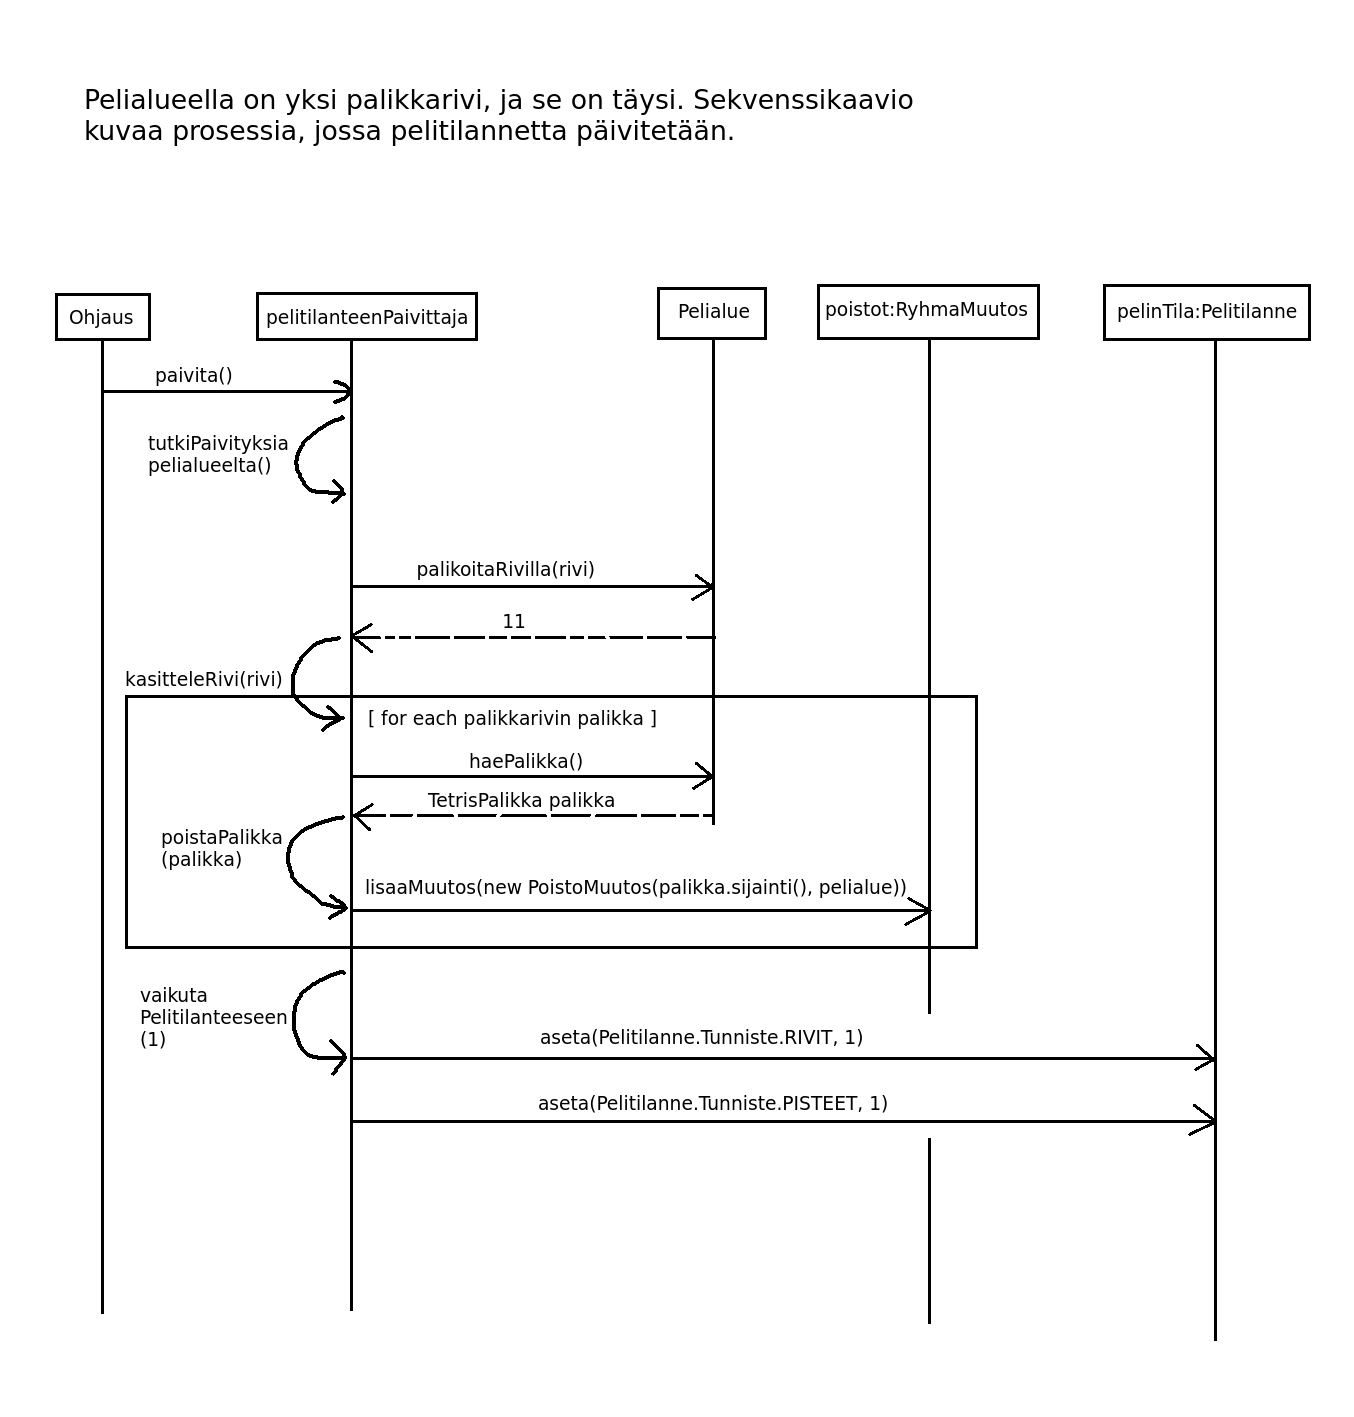 Pelialueella on yksi palikkarivi, ja se on täysi. Sekvenssikaavio
kuvaa prosessia, jossa pelitilannetta päivitetään.
Ohjaus
pelitilanteenPaivittaja
Pelialue
poistot:RyhmaMuutos
pelinTila:Pelitilanne
paivita()
tutkiPaivityksia
pelialueelta()
palikoitaRivilla(rivi)
11
kasitteleRivi(rivi)
[ for each palikkarivin palikka ]
haePalikka()
TetrisPalikka palikka
poistaPalikka
(palikka)
lisaaMuutos(new PoistoMuutos(palikka.sijainti(), pelialue))
vaikuta
Pelitilanteeseen
(1)
aseta(Pelitilanne.Tunniste.RIVIT, 1)
aseta(Pelitilanne.Tunniste.PISTEET, 1)